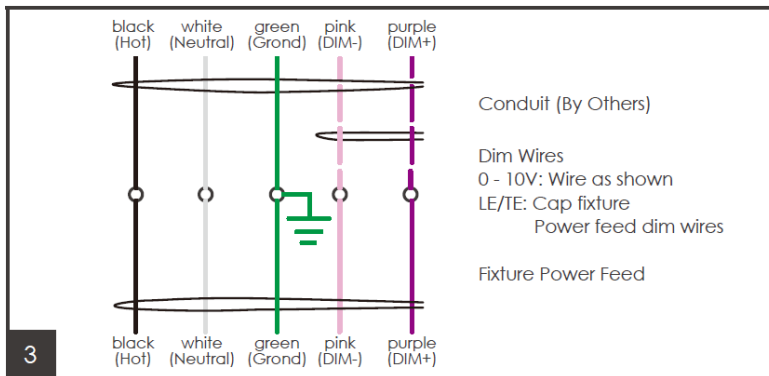 black white green pink purple
(Hot) (Neutral) (Grond) (DIM-) (DIM+)
Conduit (By Others)
Dim Wires
0 - 10V: Wire as shown
LE/TE: Cap fixture
Power feed dim wires
Fixture Power Feed
black white green pink purple
(Hot) (Neutral) (Grond) (DIM-) (DIM+)
3